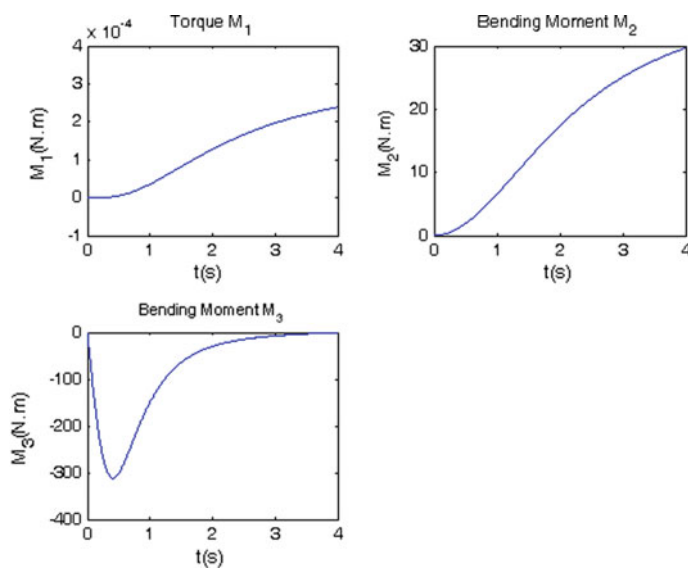 Torque M₁
Bending Moment M₂
× 10⁻⁴
4
3
2
1
0
-1
M₁(N.m)
0 1 2 3 4
t(s)
30
20
10
0
M₂(N.m)
0 1 2 3 4
t(s)
Bending Moment M₃
0
-100
-200
-300
-400
M₃(N.m)
0 1 2 3 4
t(s)